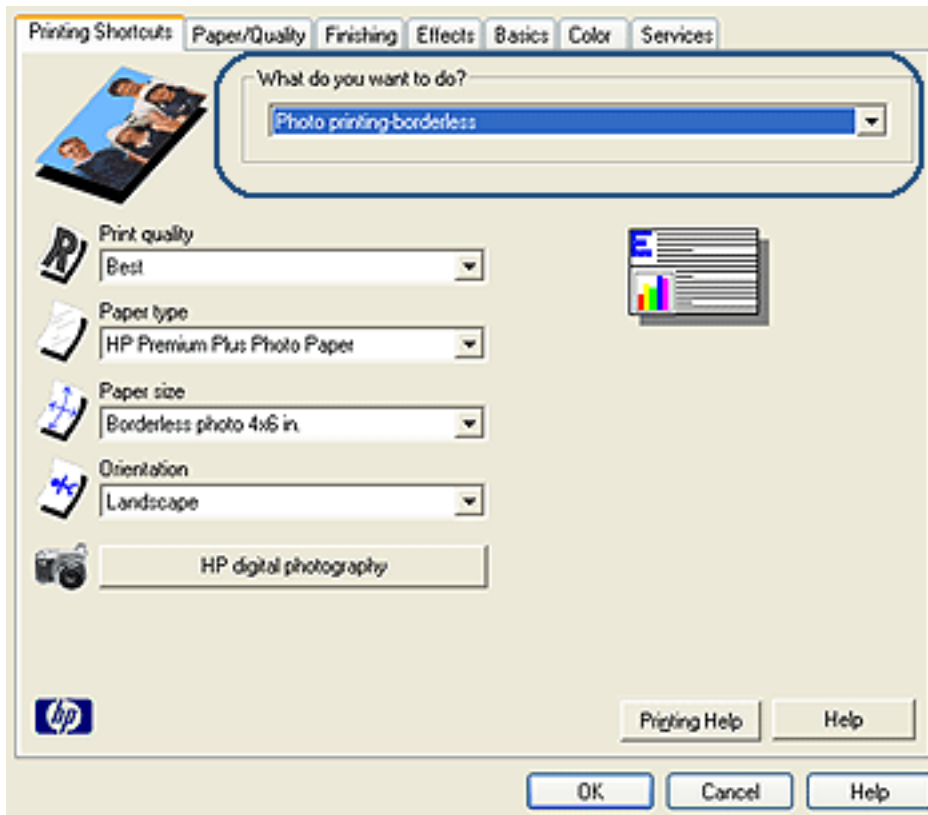 Printing Shortcuts Paper/Quality Finishing Effects Basics Color Services
What do you want to do?
Photo printing-borderless
Print quality
Best
Paper type
HP Premium Plus Photo Paper
Paper size
Borderless photo 4x6 in.
Orientation
Landscape
HP digital photography
hp
Printing Help Help
OK Cancel Help
R
E